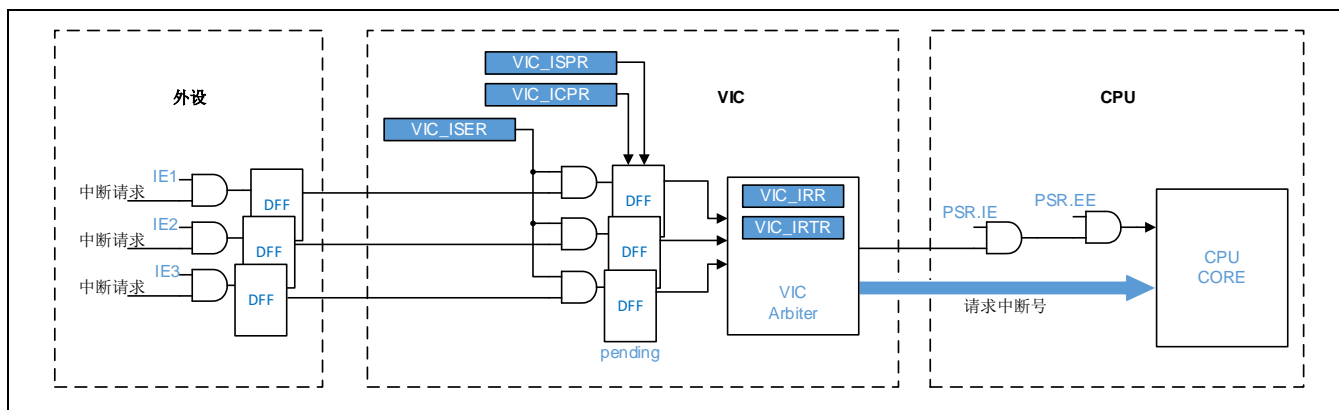 外设
IE1
中断请求
DFF
IE2
中断请求
DFF
IE3
中断请求
DFF
VIC
VIC_ISPR
VIC_ICPR
VIC_ISER
DFF
DFF
DFF
pending
VIC_IRR
VIC_IRTR
VIC
Arbiter
CPU
PSR.IE
PSR.EE
请求中断号
CPU
CORE